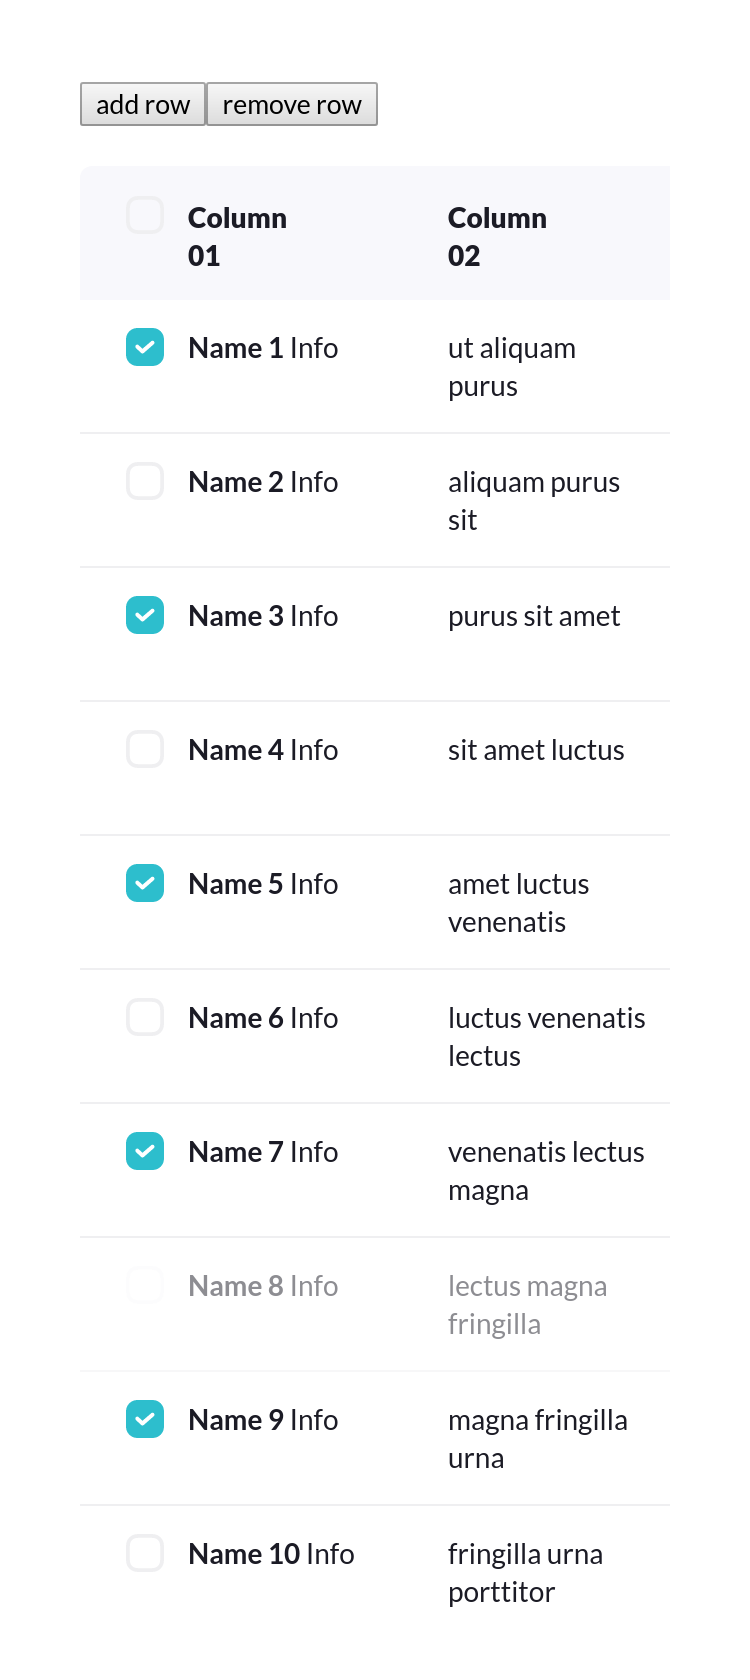 add row remove row
Column 01 Column 02
Name 1 Info ut aliquam purus
Name 2 Info aliquam purus sit
Name 3 Info purus sit amet
Name 4 Info sit amet luctus
Name 5 Info amet luctus venenatis
Name 6 Info luctus venenatis lectus
Name 7 Info venenatis lectus magna
Name 8 Info lectus magna fringilla
Name 9 Info magna fringilla urna
Name 10 Info fringilla urna porttitor